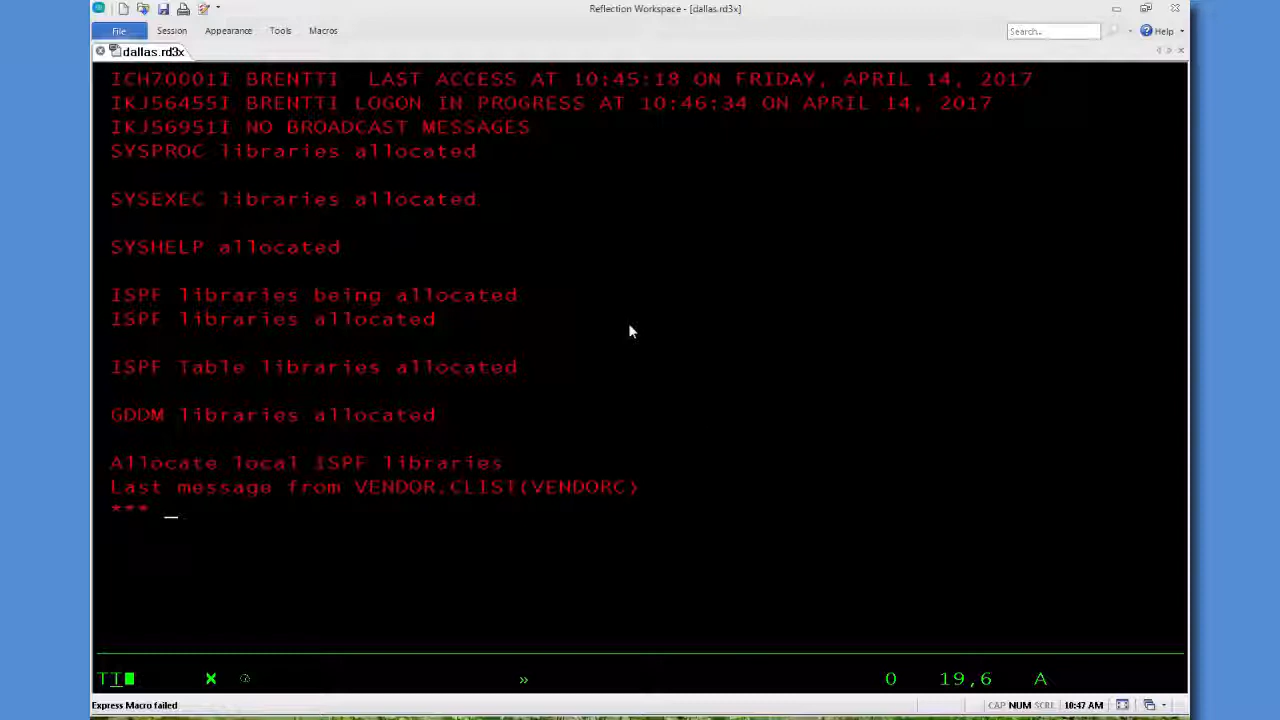 Reflection Workspace - [dallas.rd3x]
File Session Appearance Tools Macros Search... Help
dallas.rd3x
ICH70001I BRENTTI  LAST ACCESS AT 10:45:18 ON FRIDAY, APRIL 14, 2017
IKJ56455I BRENTTI LOGON IN PROGRESS AT 10:46:34 ON APRIL 14, 2017
IKJ56951I NO BROADCAST MESSAGES
SYSPROC libraries allocated
SYSEXEC libraries allocated
SYSHELP allocated
ISPF libraries being allocated
ISPF libraries allocated
ISPF Table libraries allocated
GDDM libraries allocated
Allocate local ISPF libraries
Last message from VENDOR.CLIST(VENDORC)
*** _
X » 0 19,6 A
Express Macro failed CAP NUM SCRL 10:47 AM